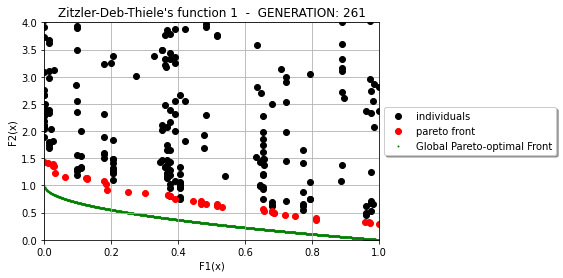 Zitzler-Deb-Thiele's function 1 - GENERATION: 261
4.0
3.5
3.0
2.5
2.0
1.5
1.0
0.5
0.0
F2(x)
0.0 0.2 0.4 0.6 0.8 1.0
F1(x)
individuals
pareto front
Global Pareto-optimal Front